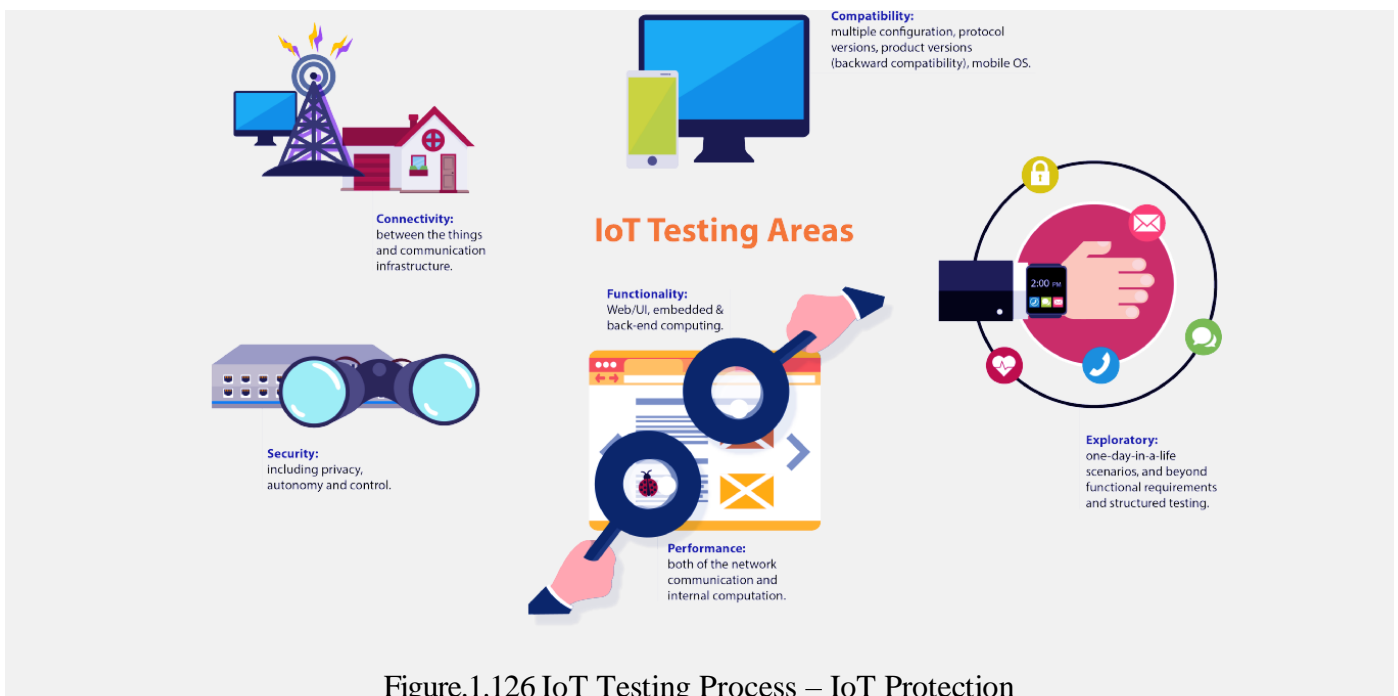 Compatibility:
multiple configuration, protocol
versions, product versions
(backward compatibility), mobile OS.
Connectivity:
between the things
and communication
infrastructure.
IoT Testing Areas
Functionality:
Web/UI, embedded &
back-end computing.
2:00 PM
Security:
including privacy,
autonomy and control.
Exploratory:
one-day-in-a-life
scenarios, and beyond
functional requirements
and structured testing.
Performance:
both of the network
communication and
internal computation.
Figure.1.126 IoT Testing Process – IoT Protection